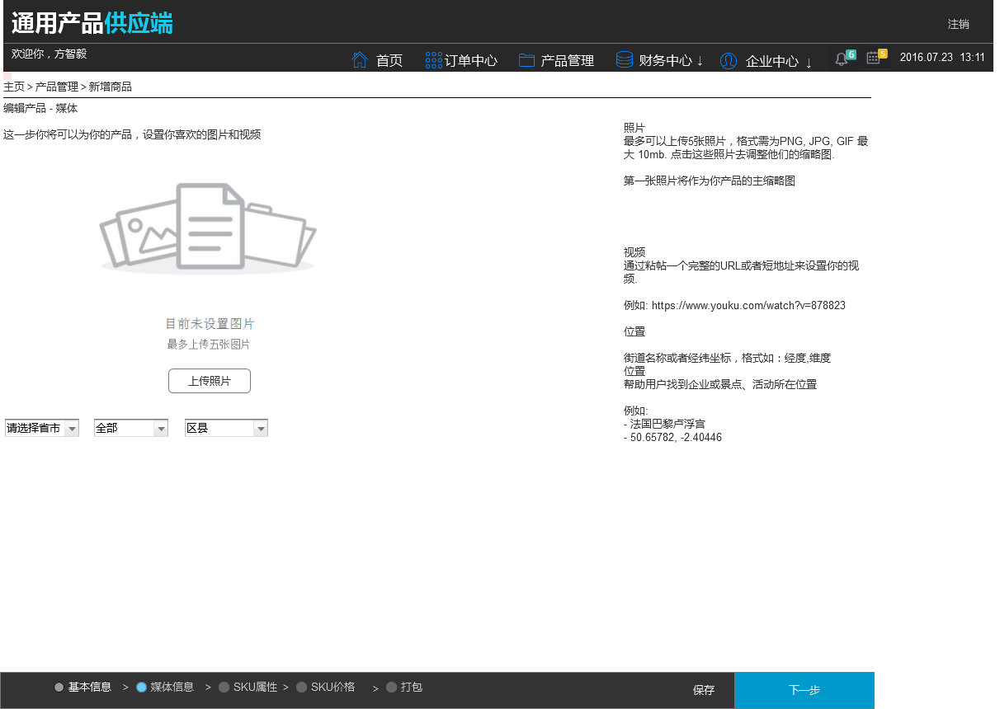 通用产品供应端
注销
欢迎你，方智毅
首页 订单中心 产品管理 财务中心 ↓ 企业中心 ↓ 6 5 2016.07.23 13:11
主页 > 产品管理 > 新增商品
编辑产品 - 媒体
这一步你将可以为你的产品，设置你喜欢的图片和视频
目前未设置图片
最多上传五张图片
上传照片
请选择省市 全部 区县
照片
最多可以上传5张照片，格式需为PNG, JPG, GIF 最
大 10mb. 点击这些照片去调整他们的缩略图.
第一张照片将作为你产品的主缩略图
视频
通过粘帖一个完整的URL或者短地址来设置你的视
频.
例如: https://www.youku.com/watch?v=878823
位置
街道名称或者经纬坐标，格式如：经度,维度
位置
帮助用户找到企业或景点、活动所在位置
例如:
- 法国巴黎卢浮宫
- 50.65782, -2.40446
基本信息 > 媒体信息 > SKU属性 > SKU价格 > 打包
保存
下一步